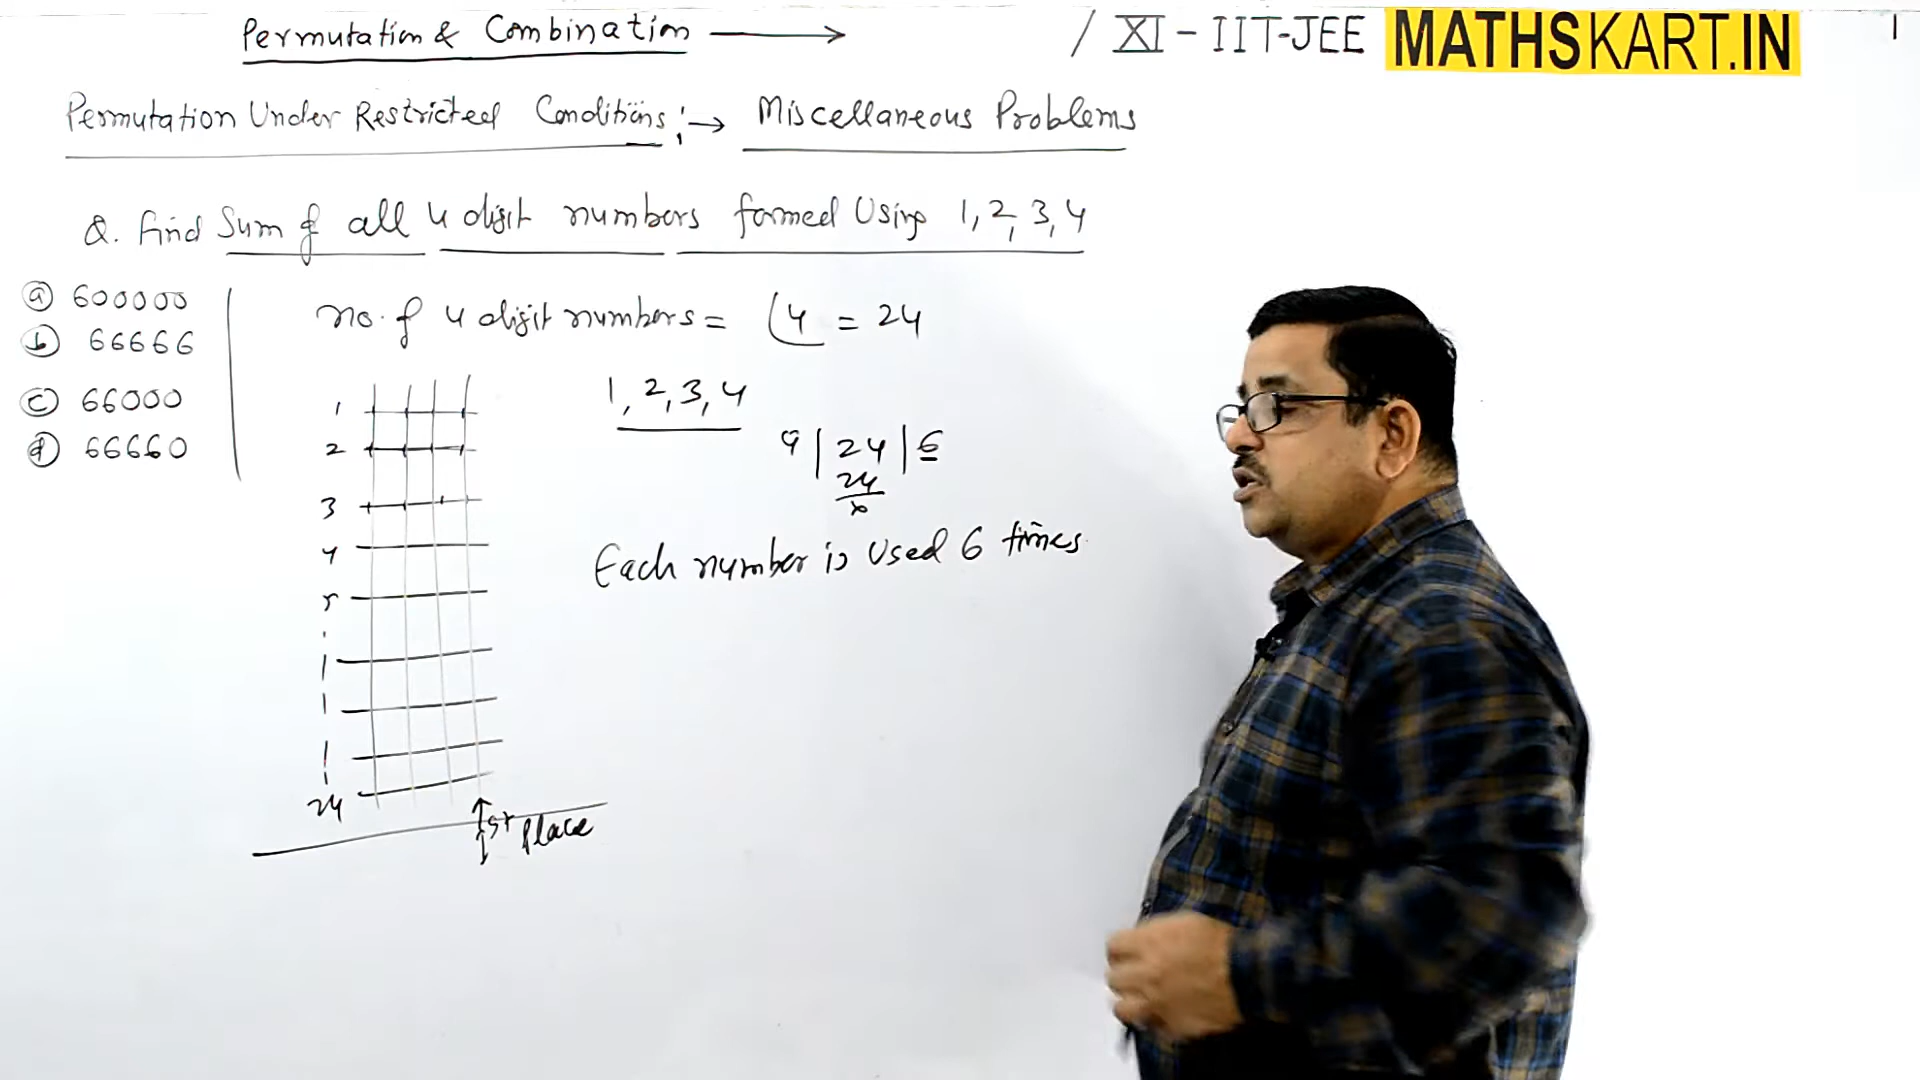 Permutation & Combination ⟶ / XI - IIT-JEE MATHSKART.IN 1
Permutation Under Restricted Conditions :→ Miscellaneous Problems
Q. Find Sum of all 4 digit numbers formed Using 1, 2, 3, 4
(a) 600000
(b) 66666
(c) 66000
(d) 66660
no. of 4 digit numbers = ⌊4 = 24
1, 2, 3, 4
4 | 24 | 6
24
x
Each number is used 6 times
1
2
3
4
5
24
1st Place